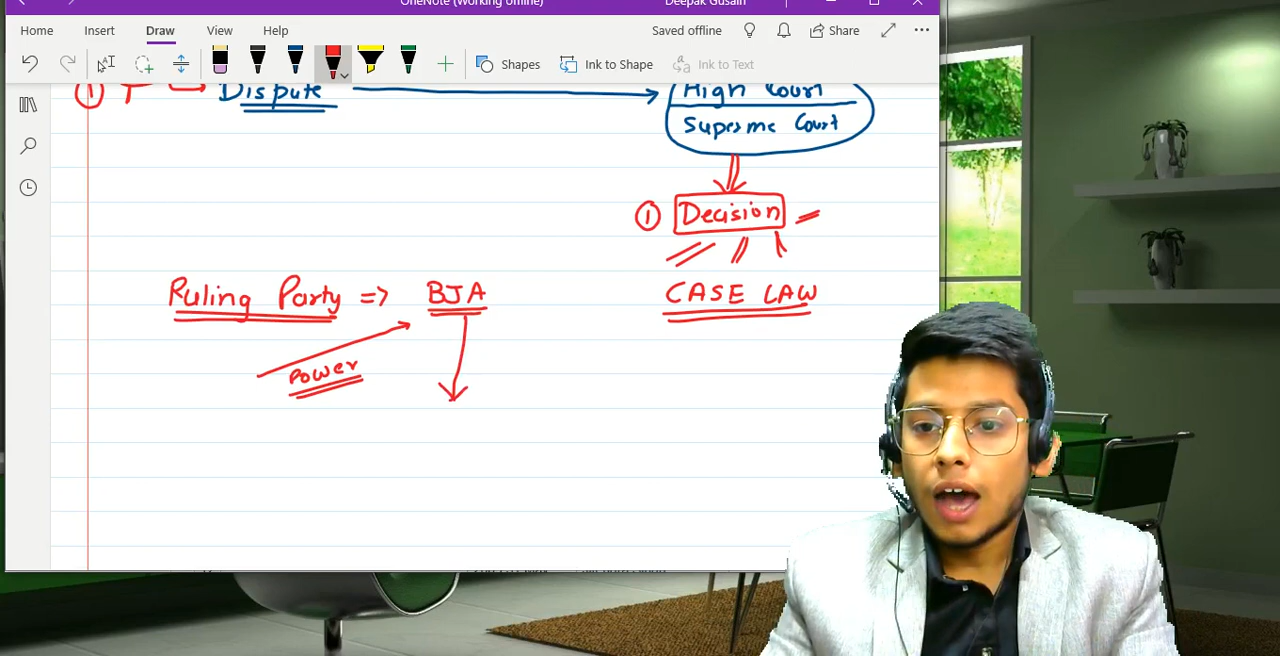 OneNote (Working offline)
Deepak Gusain
Home Insert Draw View Help
Saved offline
Share
Shapes
Ink to Shape
Ink to Text
① Dispute
High Court
Supreme Court
① Decision
Ruling Party => BJA
CASE LAW
Power